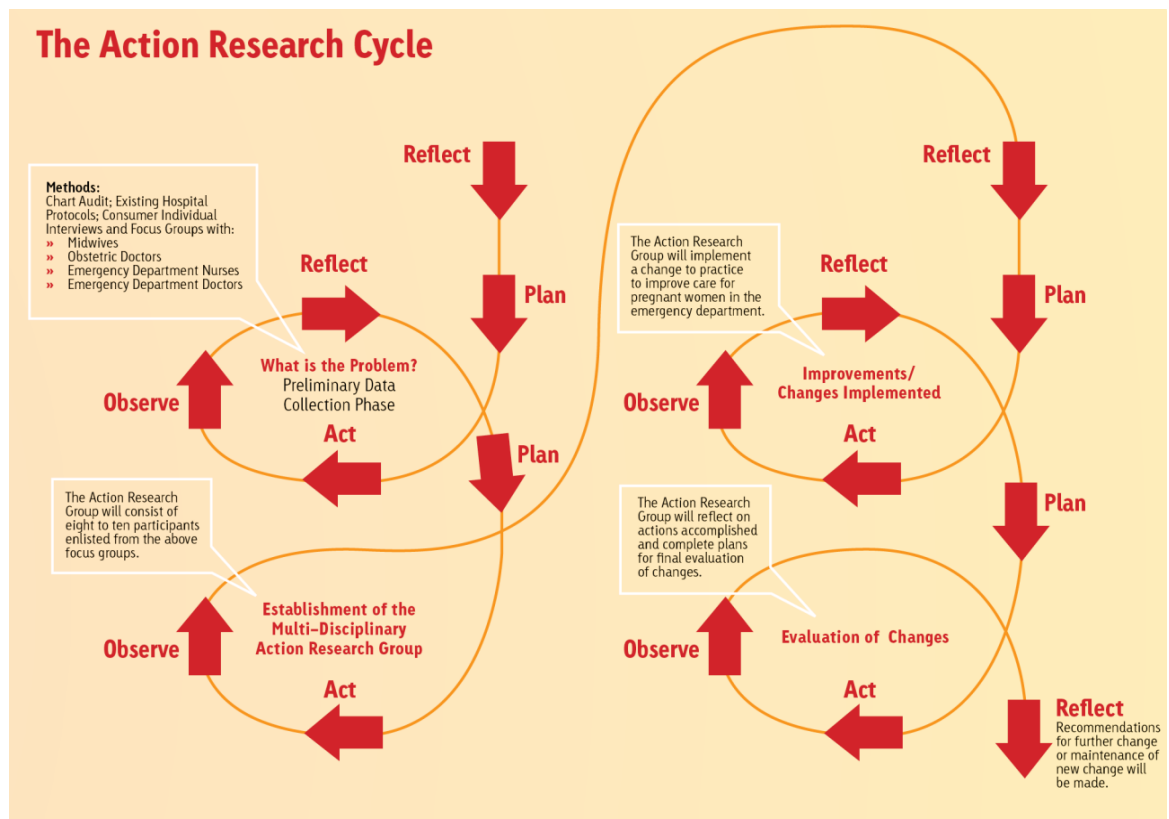 The Action Research Cycle
Reflect
Methods:
Chart Audit; Existing Hospital
Protocols; Consumer Individual
Interviews and Focus Groups with:
» Midwives
» Obstetric Doctors
» Emergency Department Nurses
» Emergency Department Doctors
Reflect
Plan
What is the Problem?
Preliminary Data
Collection Phase
Observe
Act
Plan
The Action Research
Group will consist of
eight to ten participants
enlisted from the above
focus groups.
Establishment of the
Multi–Disciplinary
Action Research Group
Observe
Act
Reflect
The Action Research
Group will implement
a change to practice
to improve care for
pregnant women in the
emergency department.
Reflect
Plan
Improvements/
Changes Implemented
Observe
Act
Plan
The Action Research
Group will reflect on
actions accomplished
and complete plans
for final evaluation
of changes.
Evaluation of Changes
Observe
Act
Reflect
Recommendations
for further change
or maintenance of
new change will
be made.